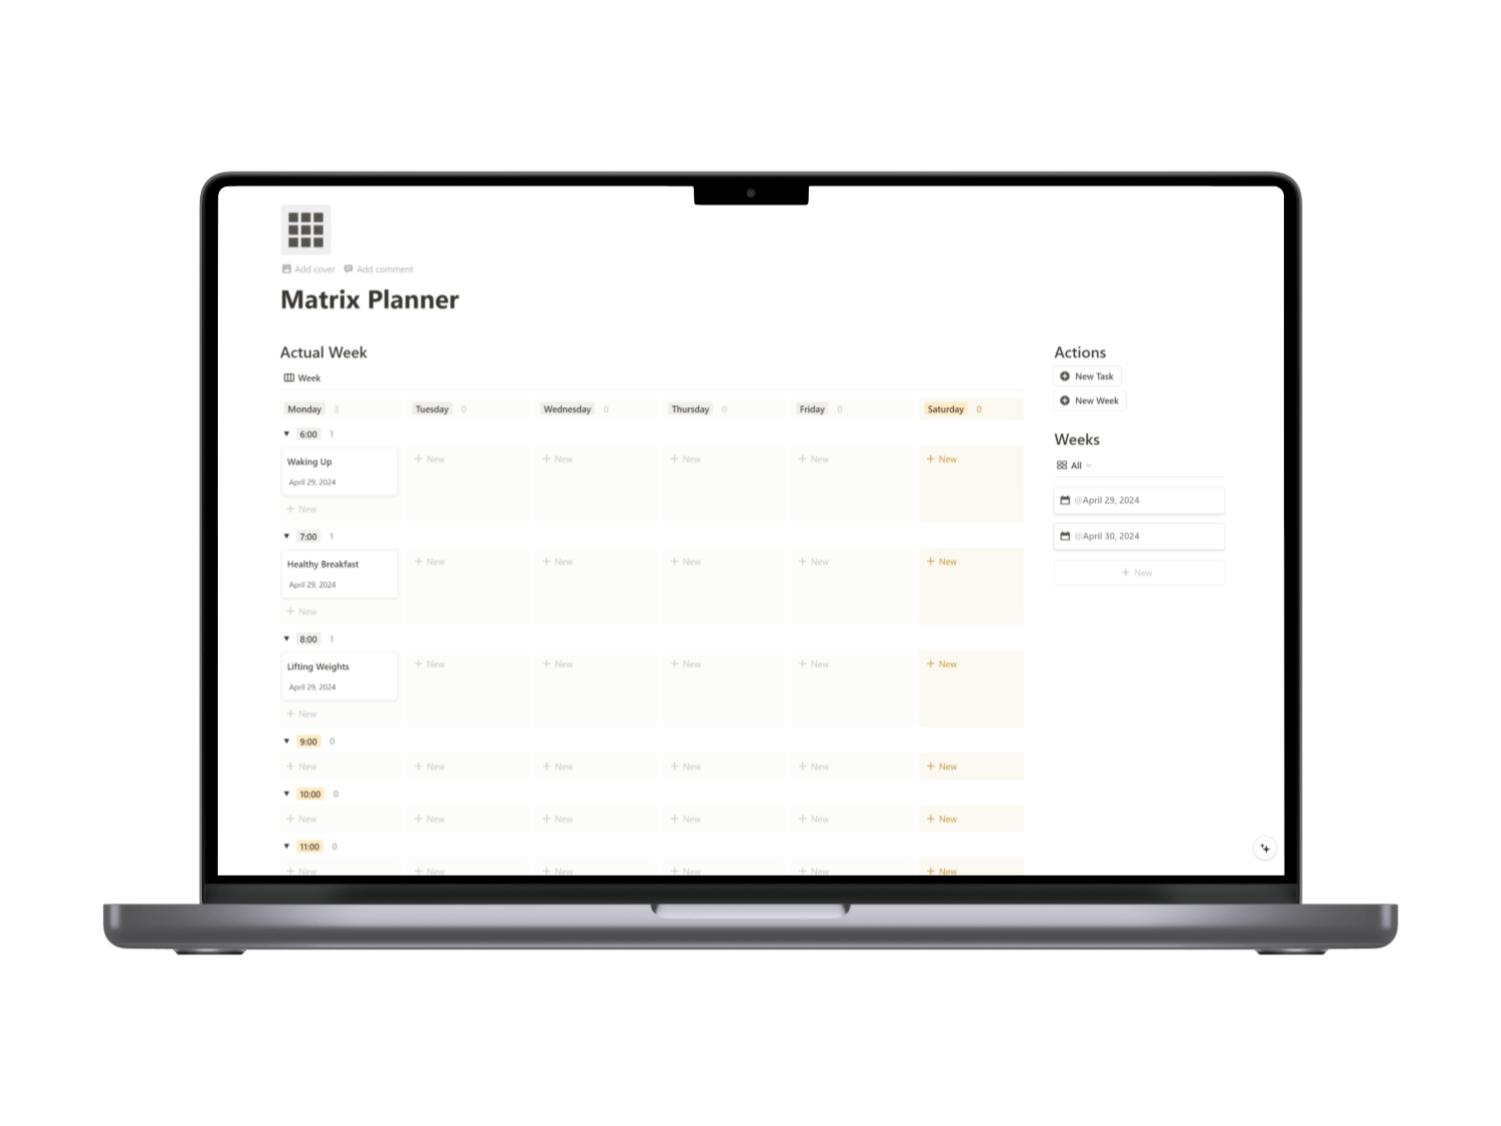 Add cover Add comment
Matrix Planner
Actual Week
Week
Monday 3 Tuesday 0 Wednesday 0 Thursday 0 Friday 0 Saturday 0
6:00 1
Waking Up
April 29, 2024
+ New
+ New + New + New + New + New
7:00 1
Healthy Breakfast
April 29, 2024
+ New
+ New + New + New + New + New
8:00 1
Lifting Weights
April 29, 2024
+ New
+ New + New + New + New + New
9:00 0
+ New + New + New + New + New + New
10:00 0
+ New + New + New + New + New + New
11:00 0
+ New + New + New + New + New + New
Actions
New Task
New Week
Weeks
All
@April 29, 2024
@April 30, 2024
+ New